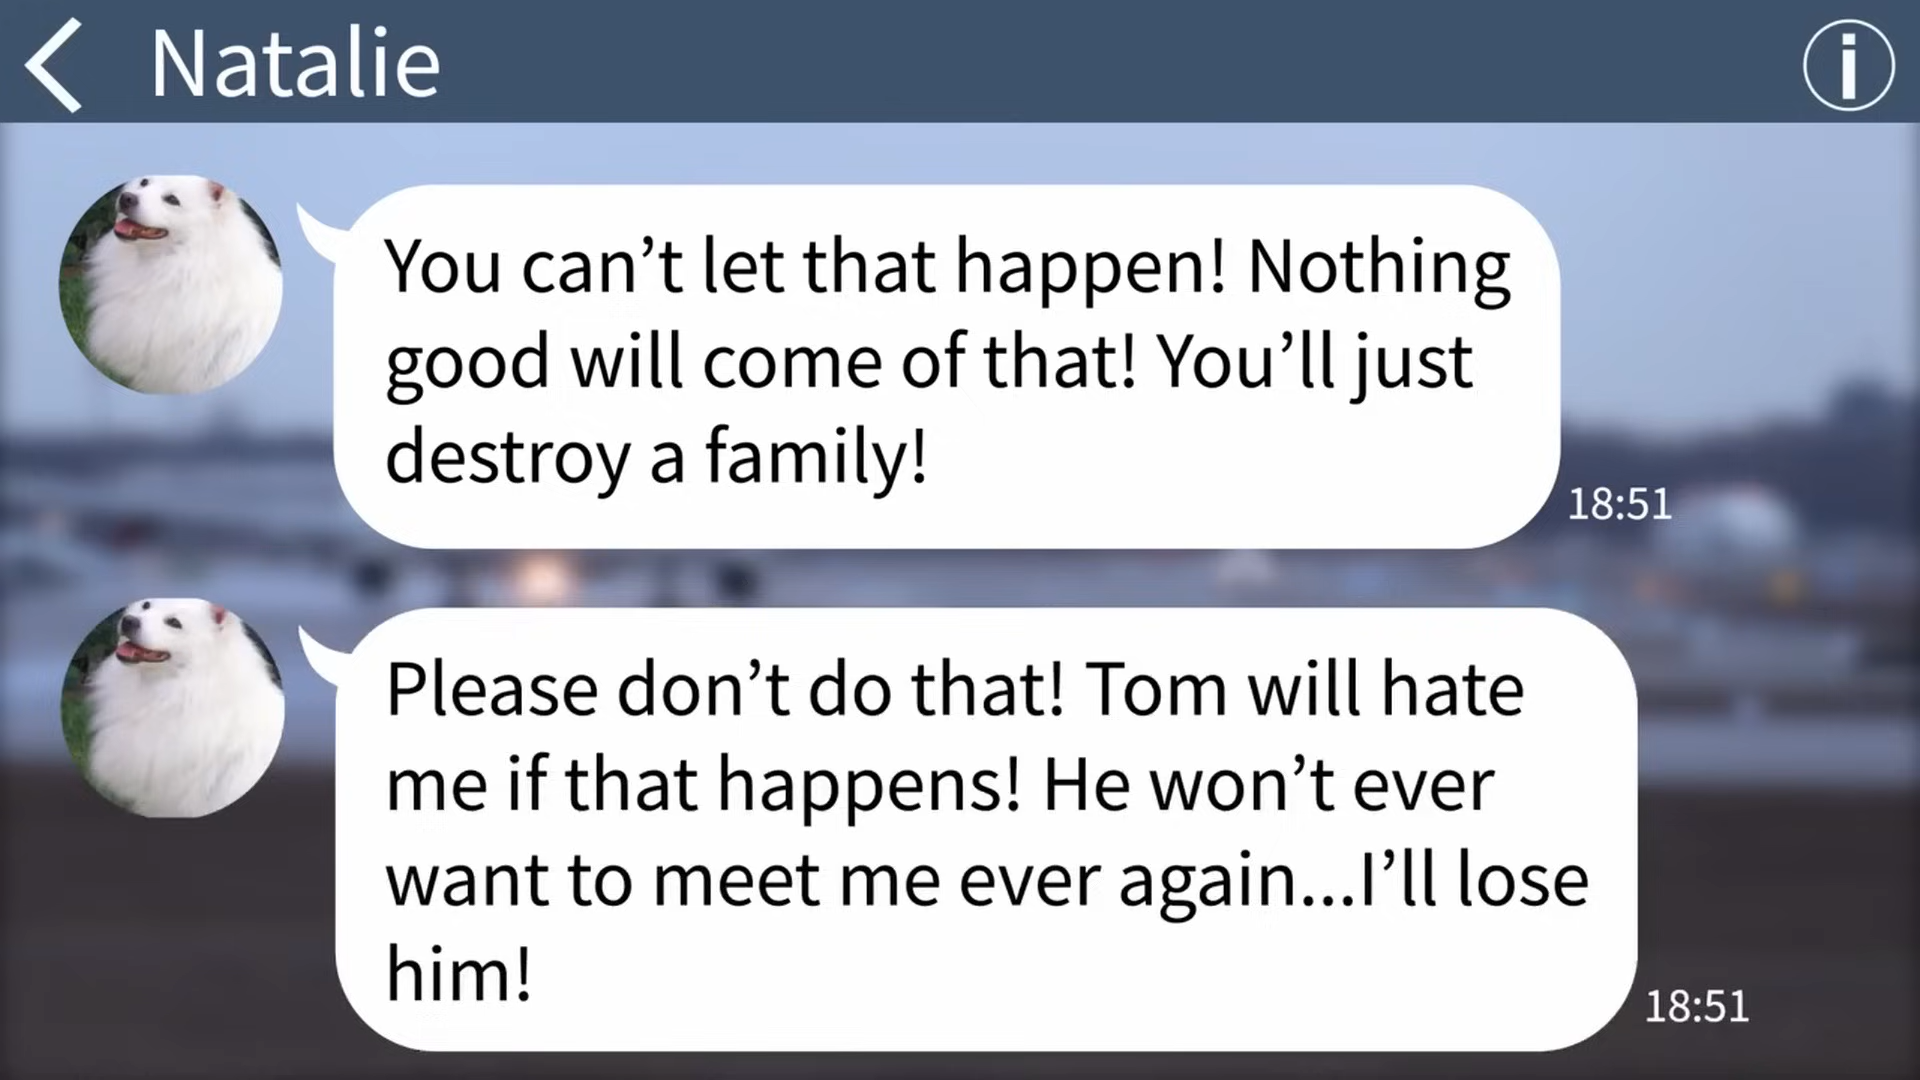 Natalie
You can’t let that happen! Nothing
good will come of that! You’ll just
destroy a family!
18:51
Please don’t do that! Tom will hate
me if that happens! He won’t ever
want to meet me ever again...I’ll lose
him!
18:51